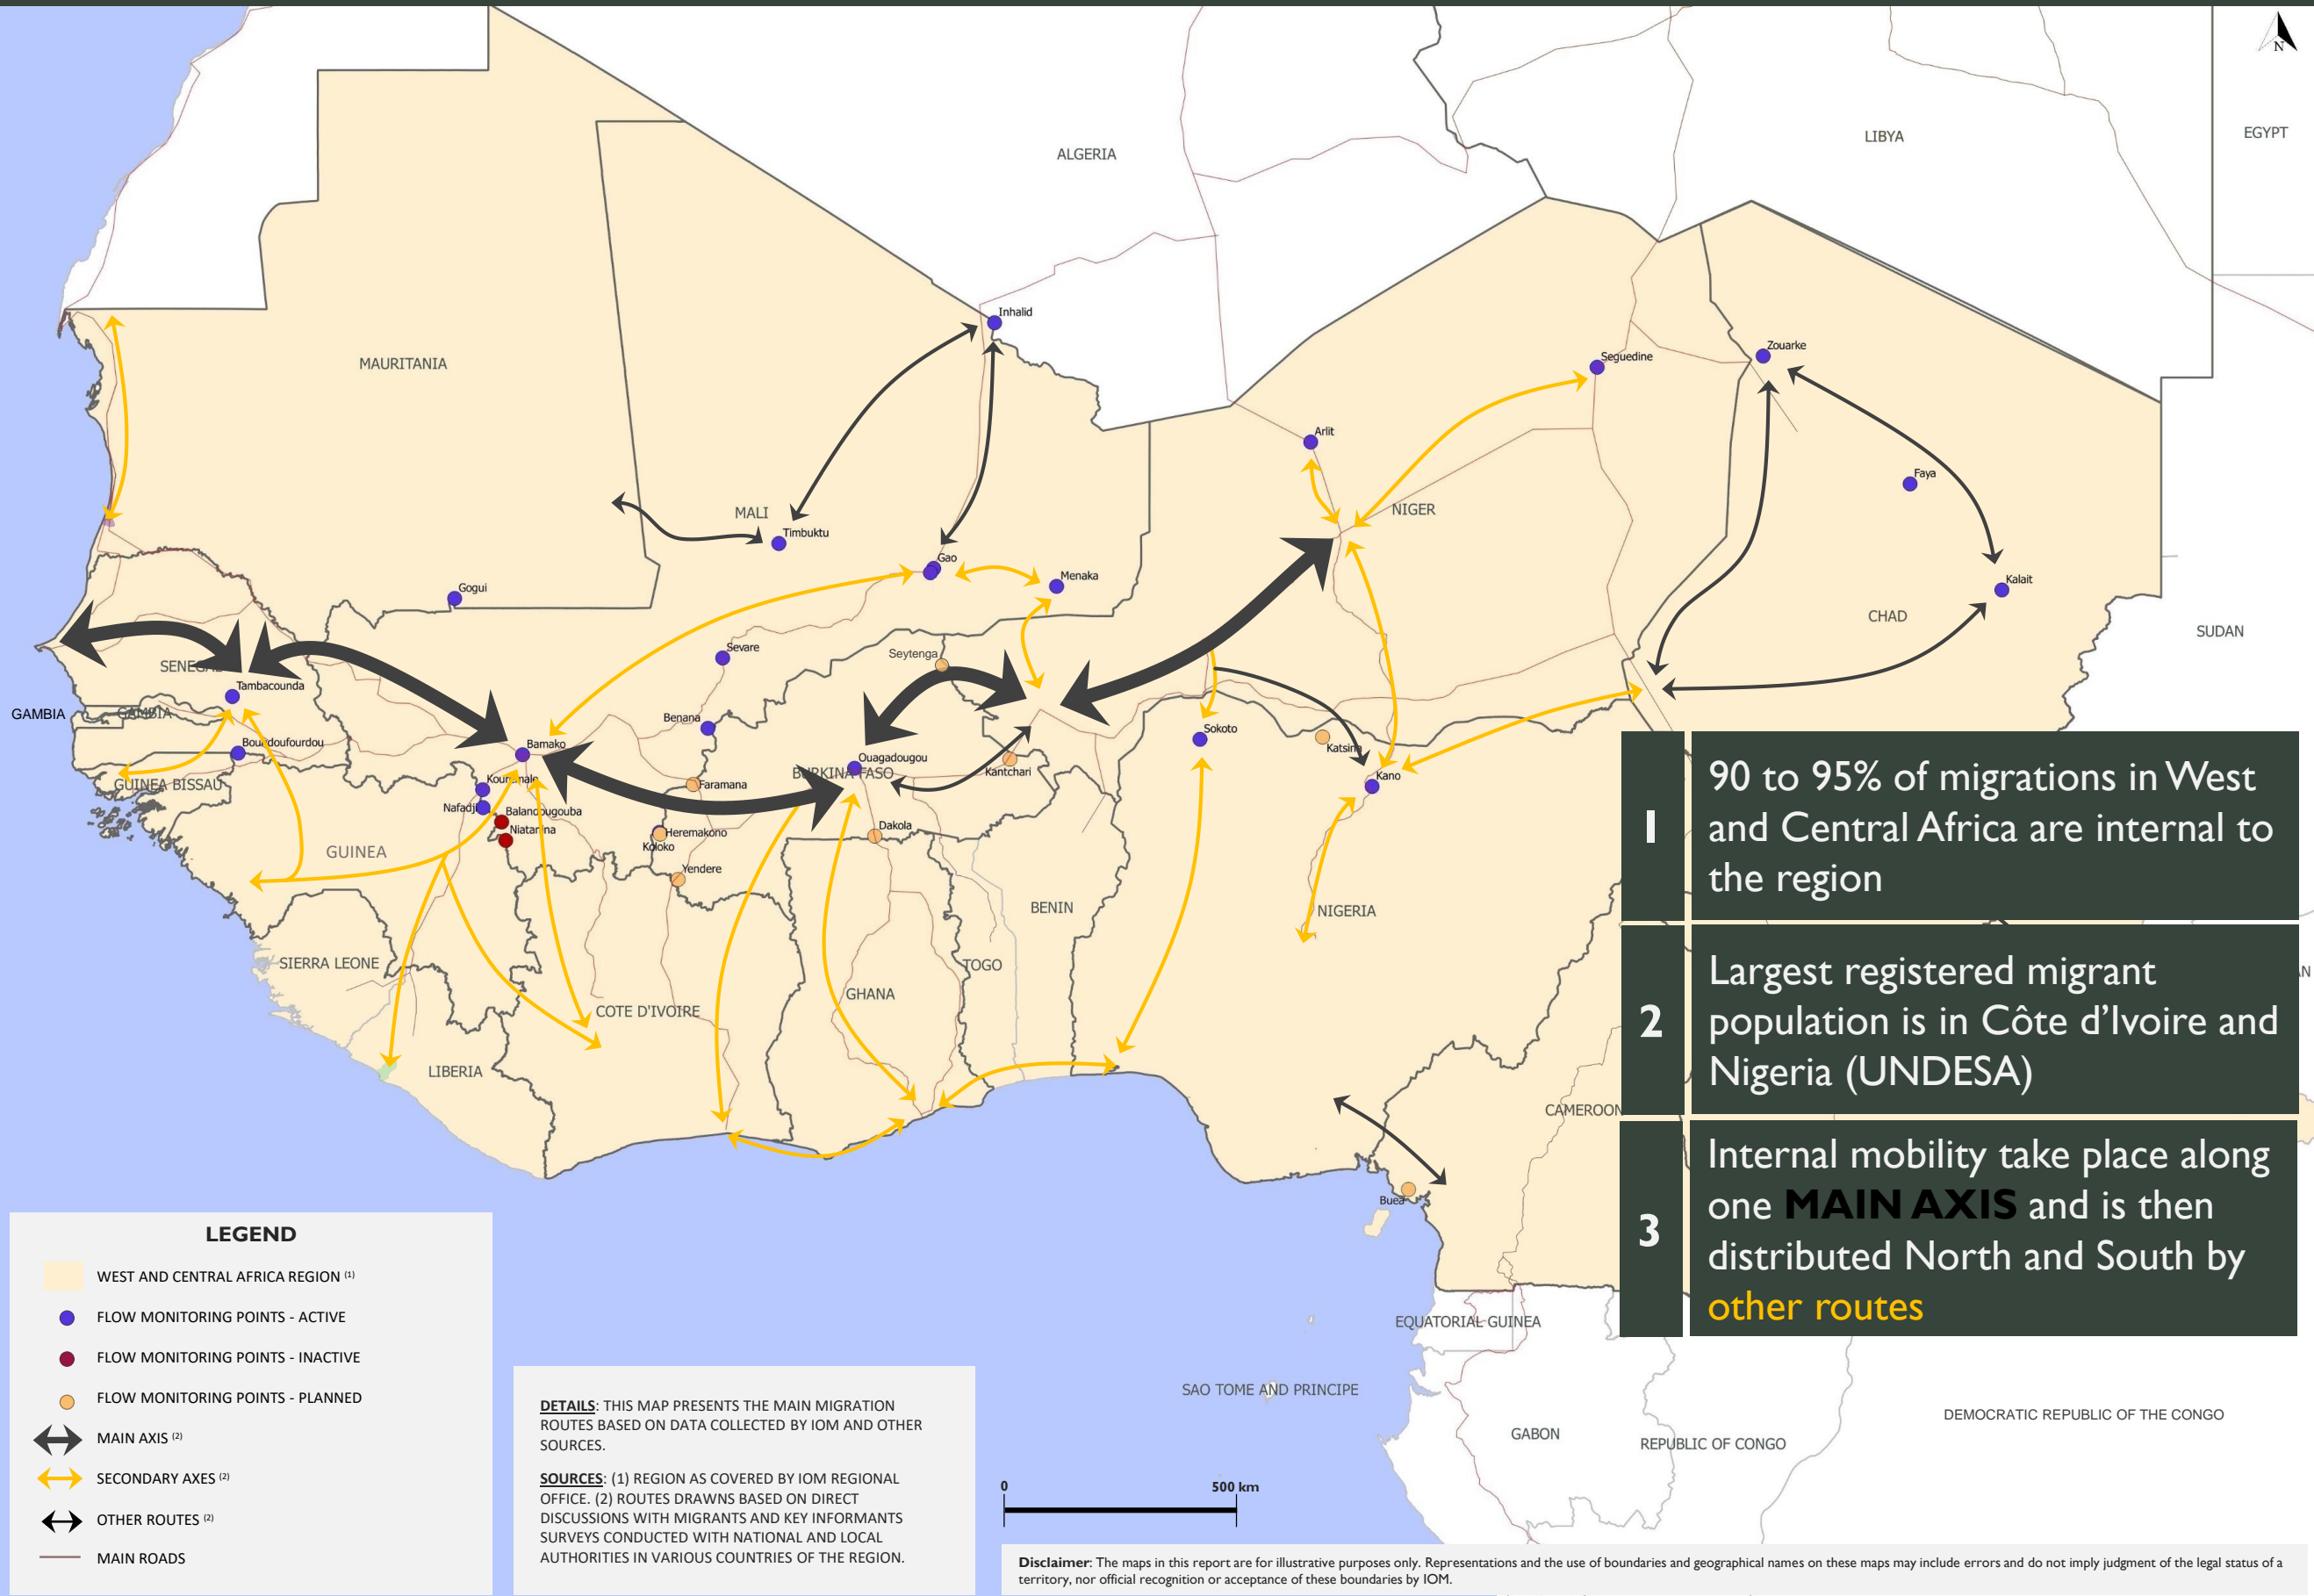 N
ALGERIA
LIBYA
EGYPT
Inhalid
MAURITANIA
Zouarke
Seguedine
Arlit
Faya
NIGER
MALI
Timbuktu
Gao
Menaka
Kalait
Gogui
CHAD
SUDAN
Sevare
Seytenga
SENEGAL
Tambacounda
GAMBIA
GAMBIA
Benana
Sokoto
Katsina
Boundoufourdou
Bamako
Ouagadougou
BURKINA FASO
Kantchari
Kano
GUINEA BISSAU
Kourémalé
Faramana
Nafadji
Balandougouba
Niatanina
Heremakono
Koloko
Dakola
GUINEA
Yendere
BENIN
NIGERIA
SIERRA LEONE
TOGO
GHANA
COTE D'IVOIRE
LIBERIA
CAMEROON
Buea
EQUATORIAL GUINEA
SAO TOME AND PRINCIPE
GABON
REPUBLIC OF CONGO
DEMOCRATIC REPUBLIC OF THE CONGO
1
90 to 95% of migrations in West
and Central Africa are internal to
the region
2
Largest registered migrant
population is in Côte d’Ivoire and
Nigeria (UNDESA)
3
Internal mobility take place along
one MAIN AXIS and is then
distributed North and South by
other routes
LEGEND
WEST AND CENTRAL AFRICA REGION (1)
FLOW MONITORING POINTS - ACTIVE
FLOW MONITORING POINTS - INACTIVE
FLOW MONITORING POINTS - PLANNED
MAIN AXIS (2)
SECONDARY AXES (2)
OTHER ROUTES (2)
MAIN ROADS
DETAILS: THIS MAP PRESENTS THE MAIN MIGRATION
ROUTES BASED ON DATA COLLECTED BY IOM AND OTHER
SOURCES.
SOURCES: (1) REGION AS COVERED BY IOM REGIONAL
OFFICE. (2) ROUTES DRAWNS BASED ON DIRECT
DISCUSSIONS WITH MIGRANTS AND KEY INFORMANTS
SURVEYS CONDUCTED WITH NATIONAL AND LOCAL
AUTHORITIES IN VARIOUS COUNTRIES OF THE REGION.
0 500 km
Disclaimer: The maps in this report are for illustrative purposes only. Representations and the use of boundaries and geographical names on these maps may include errors and do not imply judgment of the legal status of a
territory, nor official recognition or acceptance of these boundaries by IOM.